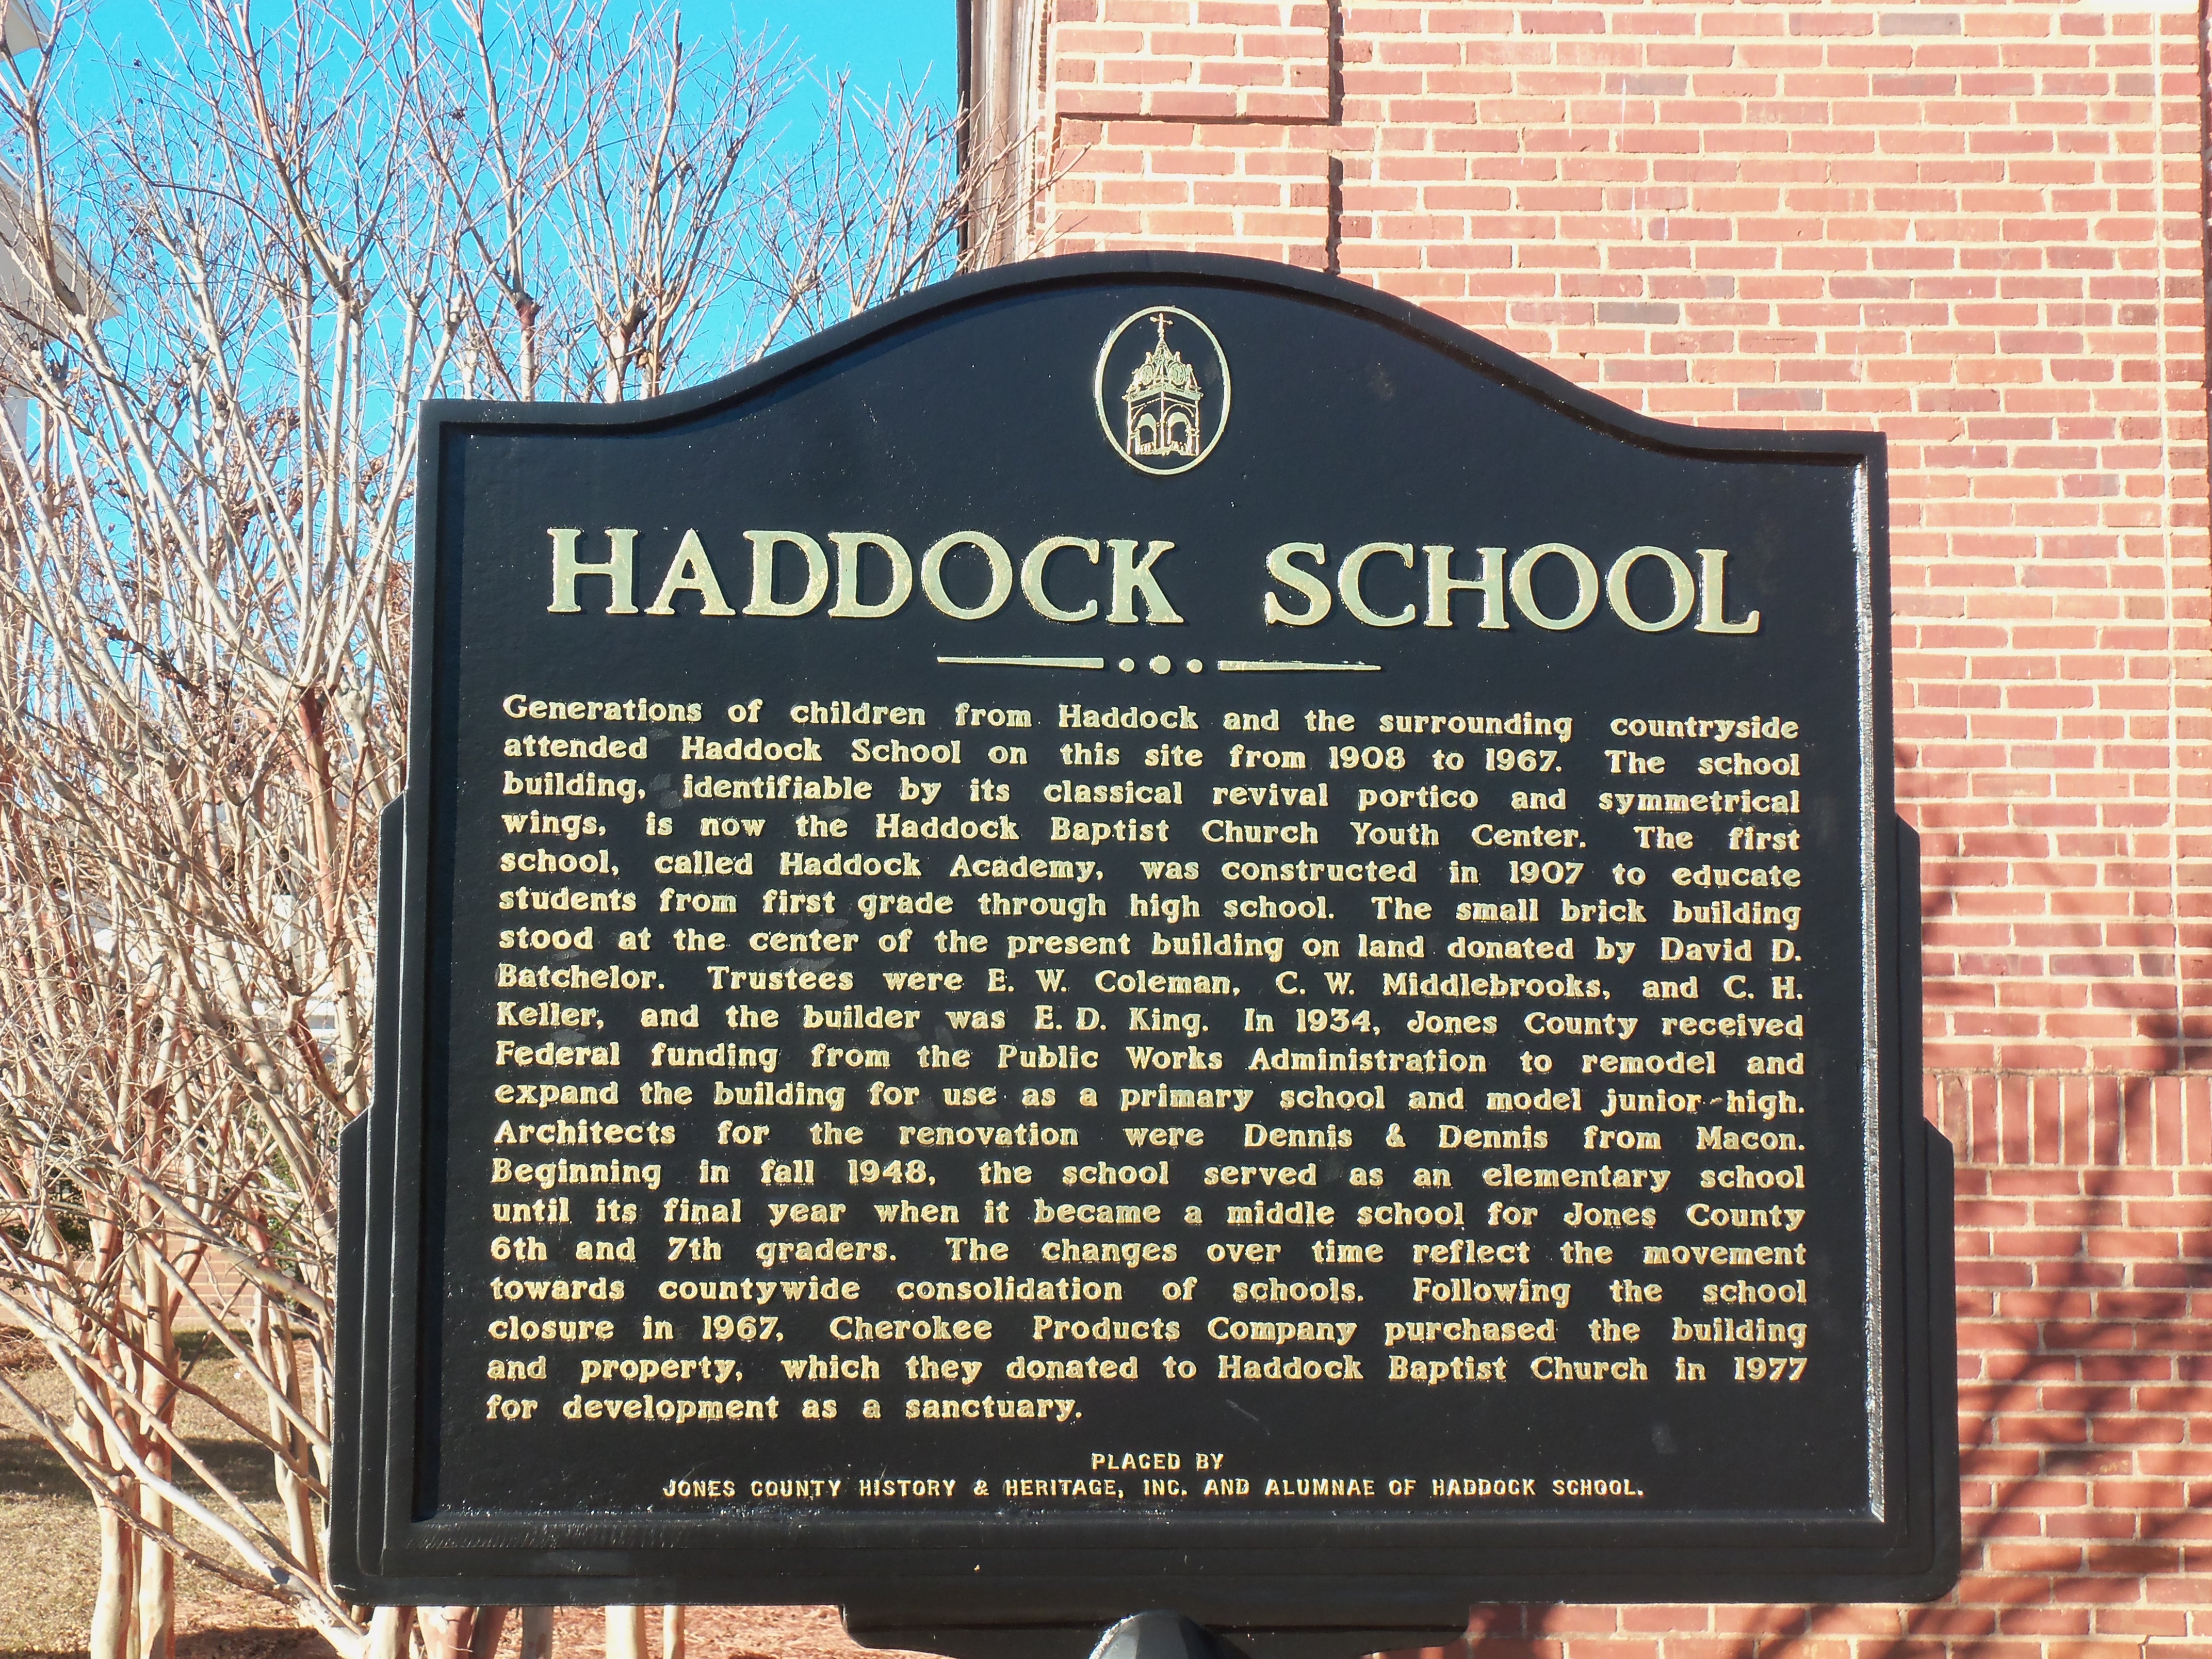 HADDOCK SCHOOL
Generations of children from Haddock and the surrounding countryside
attended Haddock School on this site from 1908 to 1967. The school
building, identifiable by its classical revival portico and symmetrical
wings, is now the Haddock Baptist Church Youth Center. The first
school, called Haddock Academy, was constructed in 1907 to educate
students from first grade through high school. The small brick building
stood at the center of the present building on land donated by David D.
Batchelor. Trustees were E. W. Coleman, C. W. Middlebrooks, and C. H.
Keller, and the builder was E. D. King. In 1934, Jones County received
Federal funding from the Public Works Administration to remodel and
expand the building for use as a primary school and model junior-high.
Architects for the renovation were Dennis & Dennis from Macon.
Beginning in fall 1948, the school served as an elementary school
until its final year when it became a middle school for Jones County
6th and 7th graders. The changes over time reflect the movement
towards countywide consolidation of schools. Following the school
closure in 1967, Cherokee Products Company purchased the building
and property, which they donated to Haddock Baptist Church in 1977
for development as a sanctuary.
PLACED BY
JONES COUNTY HISTORY & HERITAGE, INC. AND ALUMNAE OF HADDOCK SCHOOL.